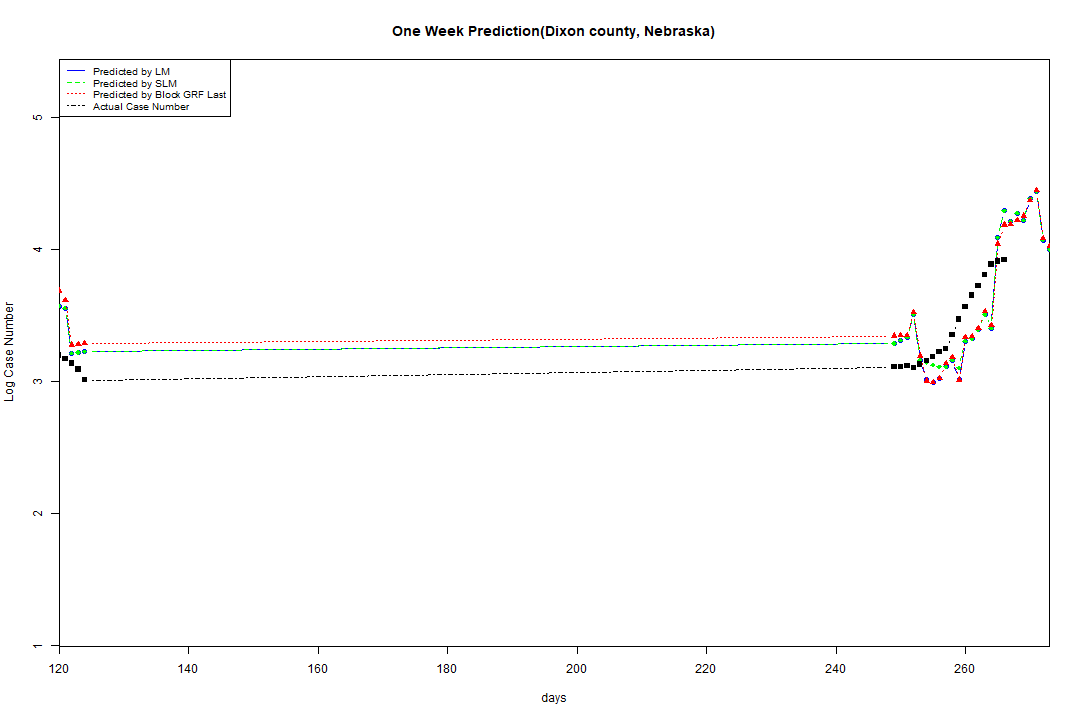 One Week Prediction(Dixon county, Nebraska)
Predicted by LM
Predicted by SLM
Predicted by Block GRF Last
Actual Case Number
Log Case Number
5
4
3
2
1
120 140 160 180 200 220 240 260
days